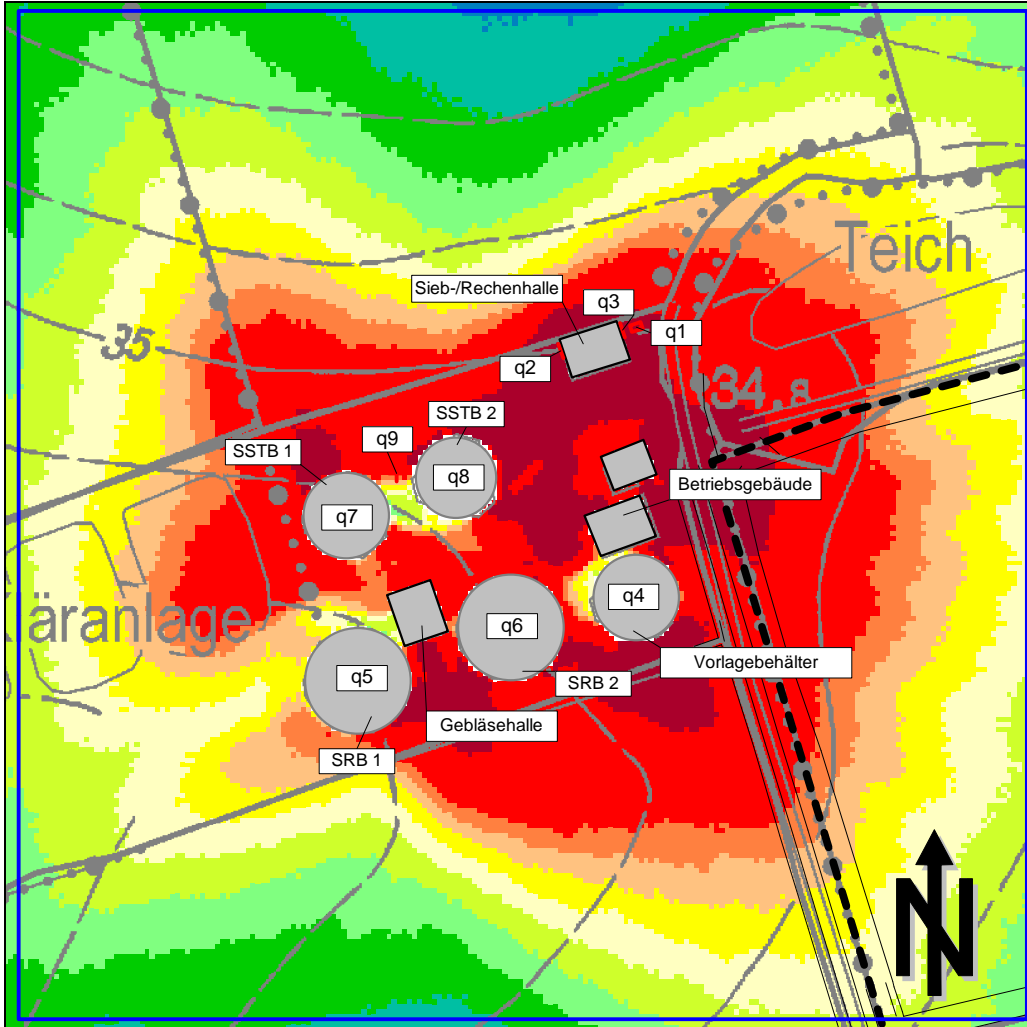 Teich
Sieb-/Rechenhalle
q3
q1
35
q2
34,8
SSTB 2
q9
SSTB 1
q8
Betriebsgebäude
q7
q4
äranlage
q6
Vorlagebehälter
q5
SRB 2
Gebläsehalle
SRB 1
N